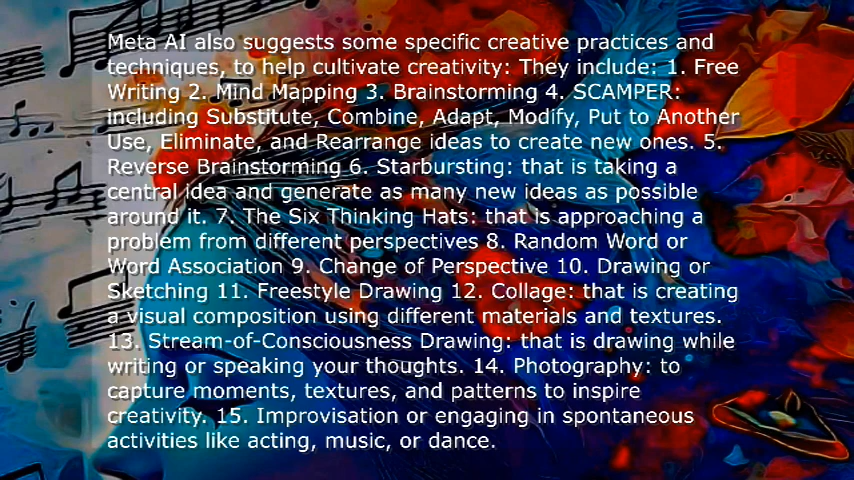 Meta AI also suggests some specific creative practices and
techniques, to help cultivate creativity: They include: 1. Free
Writing 2. Mind Mapping 3. Brainstorming 4. SCAMPER:
including Substitute, Combine, Adapt, Modify, Put to Another
Use, Eliminate, and Rearrange ideas to create new ones. 5.
Reverse Brainstorming 6. Starbursting: that is taking a
central idea and generate as many new ideas as possible
around it. 7. The Six Thinking Hats: that is approaching a
problem from different perspectives 8. Random Word or
Word Association 9. Change of Perspective 10. Drawing or
Sketching 11. Freestyle Drawing 12. Collage: that is creating
a visual composition using different materials and textures.
13. Stream-of-Consciousness Drawing: that is drawing while
writing or speaking your thoughts. 14. Photography: to
capture moments, textures, and patterns to inspire
creativity. 15. Improvisation or engaging in spontaneous
activities like acting, music, or dance.